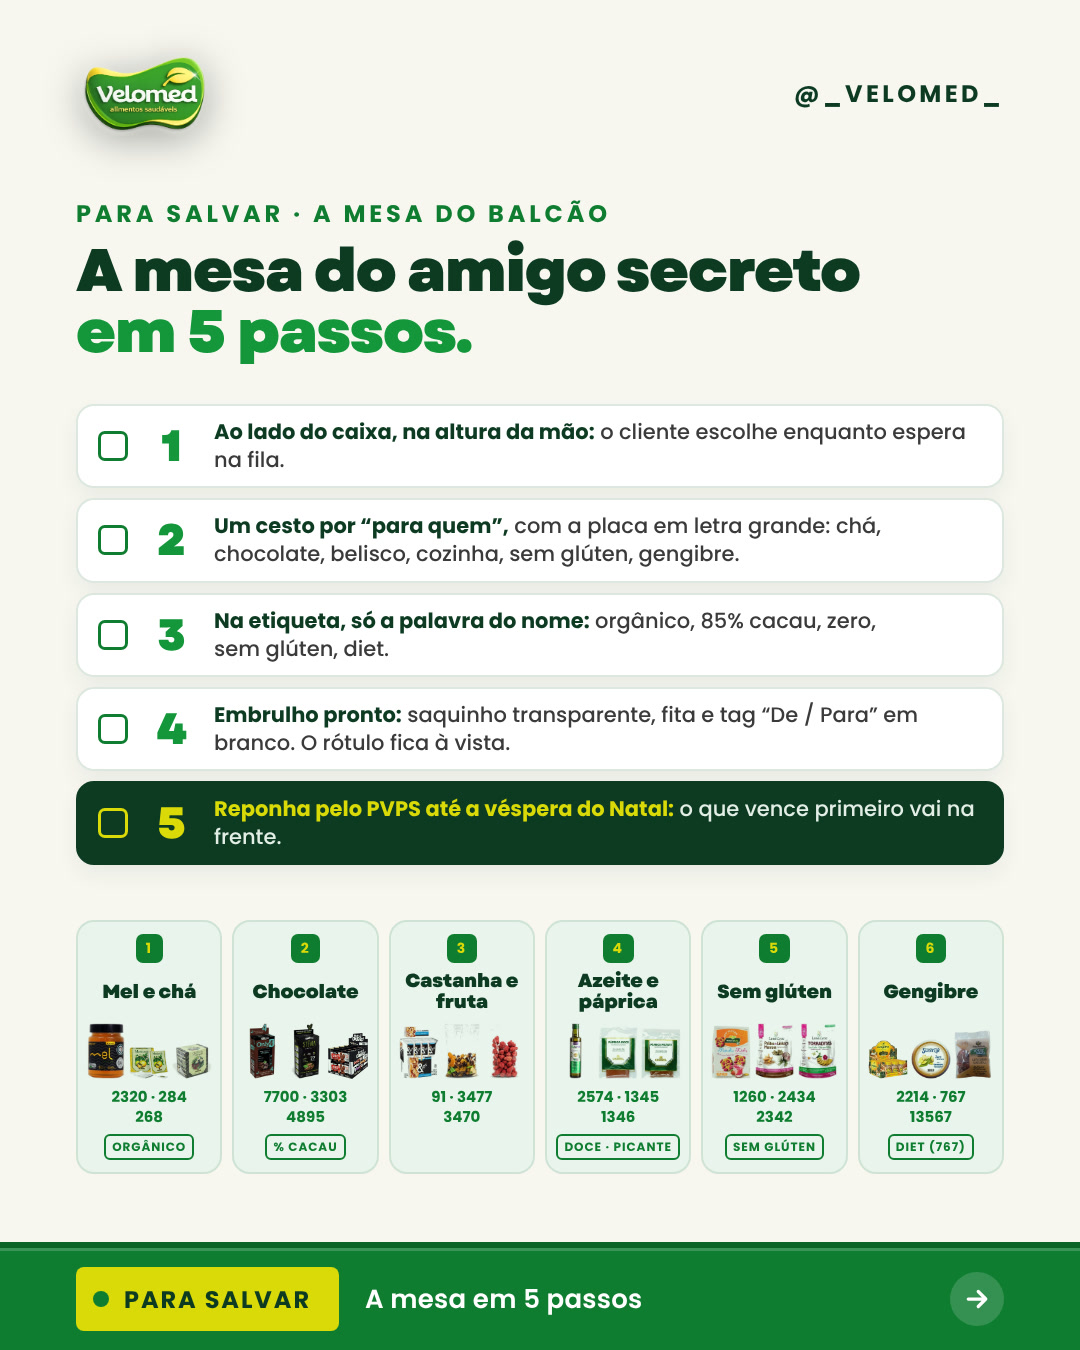 Velomed
alimentos saudáveis
@_VELOMED_
PARA SALVAR · A MESA DO BALCÃO
A mesa do amigo secreto
em 5 passos.
1 Ao lado do caixa, na altura da mão: o cliente escolhe enquanto espera
na fila.
2 Um cesto por “para quem”, com a placa em letra grande: chá,
chocolate, belisco, cozinha, sem glúten, gengibre.
3 Na etiqueta, só a palavra do nome: orgânico, 85% cacau, zero,
sem glúten, diet.
4 Embrulho pronto: saquinho transparente, fita e tag “De / Para” em
branco. O rótulo fica à vista.
5 Reponha pelo PVPS até a véspera do Natal: o que vence primeiro vai na
frente.
1
Mel e chá
mel
2320 · 284
268
ORGÂNICO
2
Chocolate
7700 · 3303
4895
% CACAU
3
Castanha e
fruta
91 · 3477
3470
4
Azeite e
páprica
2574 · 1345
1346
DOCE · PICANTE
5
Sem glúten
1260 · 2434
2342
SEM GLÚTEN
6
Gengibre
2214 · 767
13567
DIET (767)
PARA SALVAR
A mesa em 5 passos